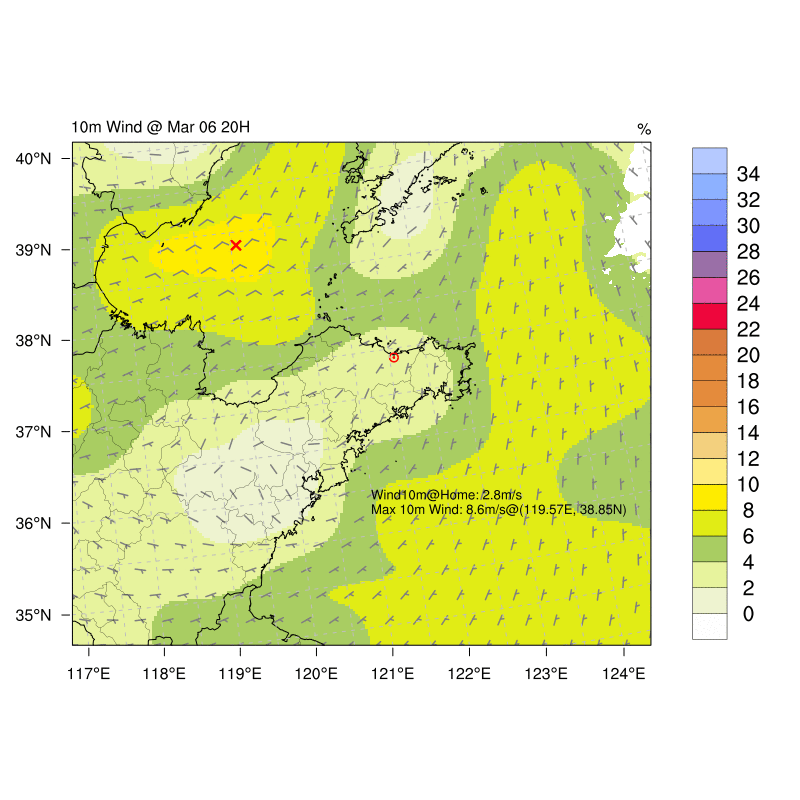 10m Wind @ Mar 06 20H
%
40°N
39°N
38°N
37°N
36°N
35°N
117°E
118°E
119°E
120°E
121°E
122°E
123°E
124°E
Wind10m@Home: 2.8m/s
Max 10m Wind: 8.6m/s@(119.57E, 38.85N)
34
32
30
28
26
24
22
20
18
16
14
12
10
8
6
4
2
0